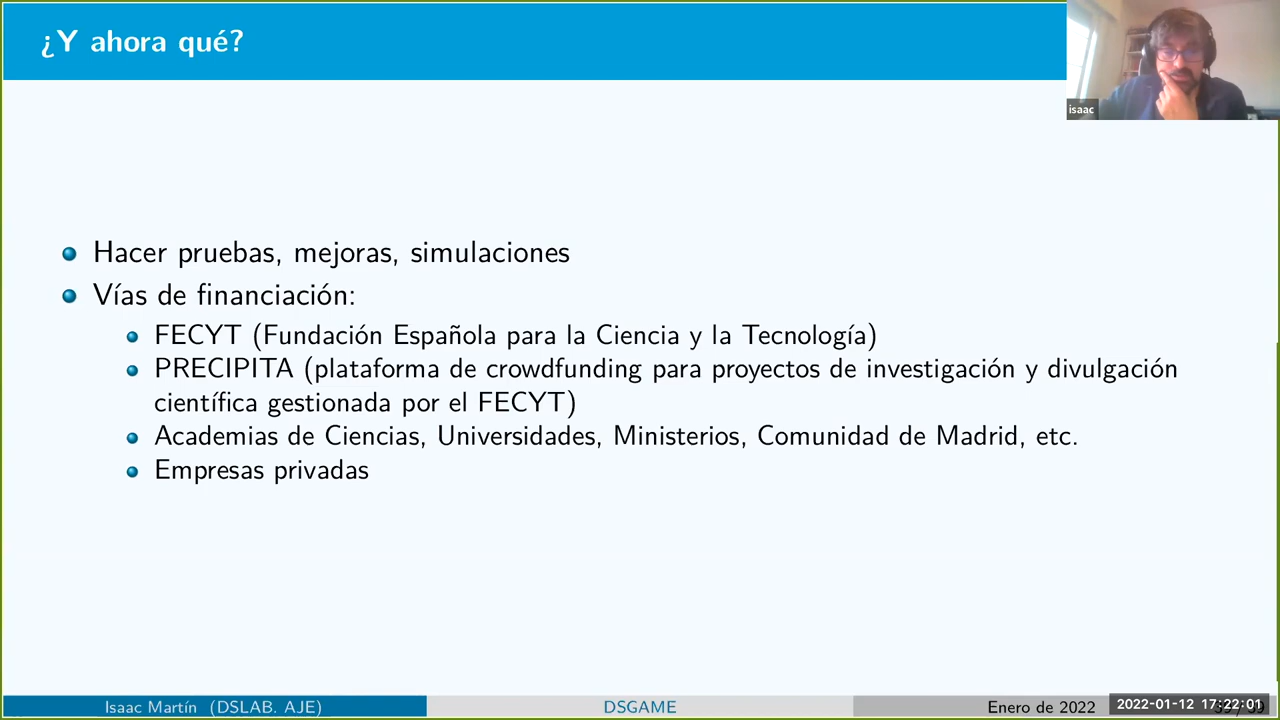 ¿Y ahora qué?
isaac
Hacer pruebas, mejoras, simulaciones
Vías de financiación:
FECYT (Fundación Española para la Ciencia y la Tecnología)
PRECIPITA (plataforma de crowdfunding para proyectos de investigación y divulgación
científica gestionada por el FECYT)
Academias de Ciencias, Universidades, Ministerios, Comunidad de Madrid, etc.
Empresas privadas
Isaac Martín (DSLAB. AJE)
DSGAME
Enero de 2022
2022-01-12 17:22:01